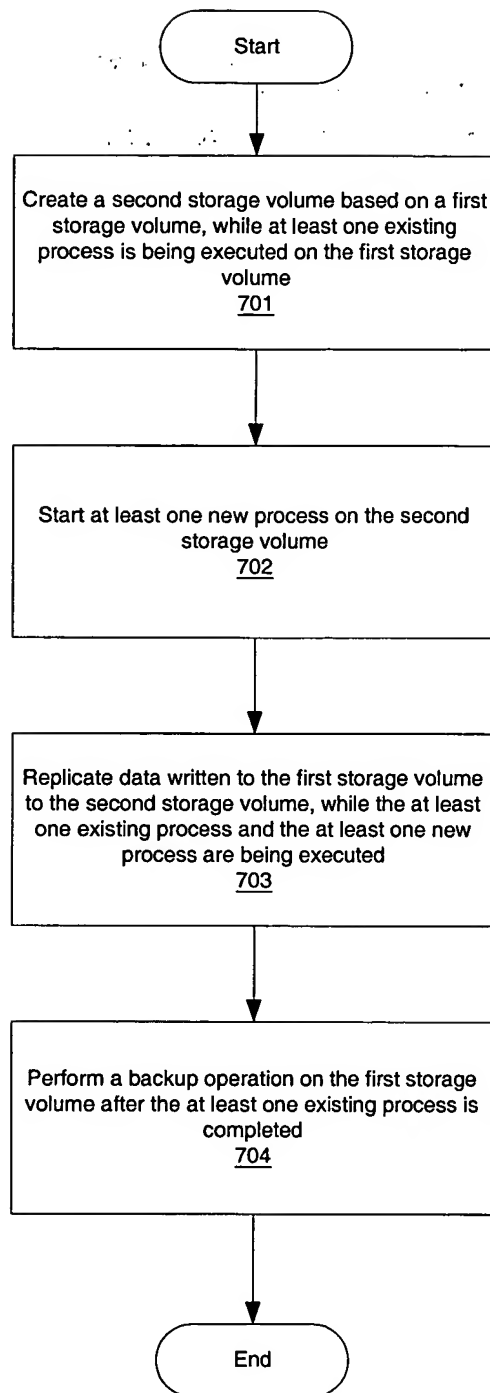 Start
Create a second storage volume based on a first
storage volume, while at least one existing
process is being executed on the first storage
volume
701
Start at least one new process on the second
storage volume
702
Replicate data written to the first storage volume
to the second storage volume, while the at least
one existing process and the at least one new
process are being executed
703
Perform a backup operation on the first storage
volume after the at least one existing process is
completed
704
End